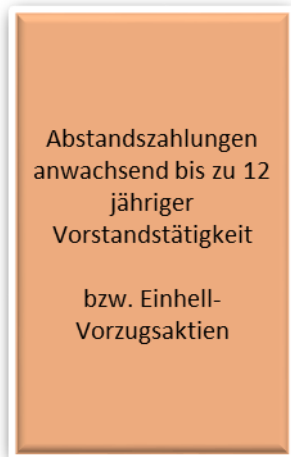 Abstandszahlungen
anwachsend bis zu 12
jähriger
Vorstandstätigkeit
bzw. Einhell-
Vorzugsaktien